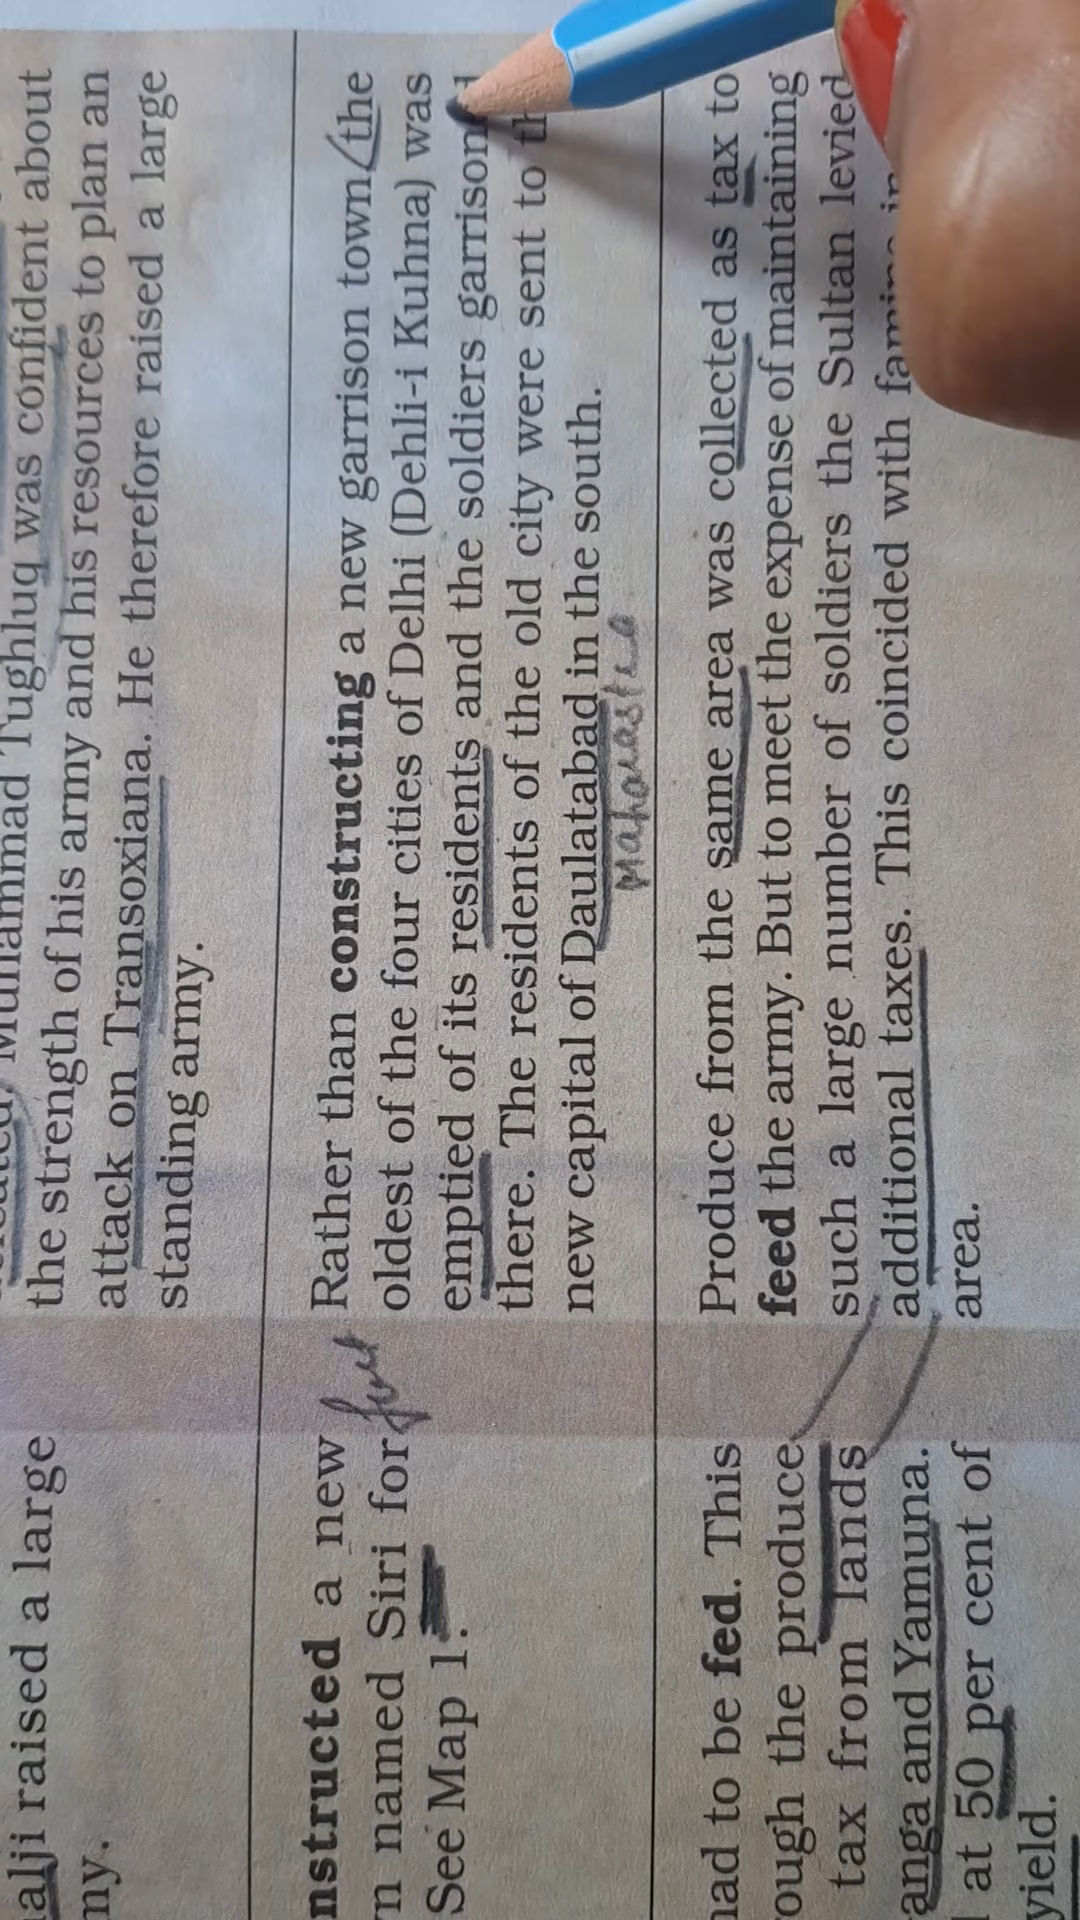 Muhammad Tughluq was confident about
the strength of his army and his resources to plan an
attack on Transoxiana. He therefore raised a large
standing army.
Rather than constructing a new garrison town, the
oldest of the four cities of Delhi (Dehli-i Kuhna) was
emptied of its residents and the soldiers garrisoned
there. The residents of the old city were sent to
new capital of Daulatabad in the south.
Produce from the same area was collected as tax to
feed the army. But to meet the expense of maintaining
such a large number of soldiers the Sultan levied
additional taxes. This coincided with famine in
area.
alji raised a large
my.
nstructed a new
n named Siri for
See Map 1.
had to be fed. This
ough the produce
tax from lands
anga and Yamuna.
at 50 per cent of
yield.